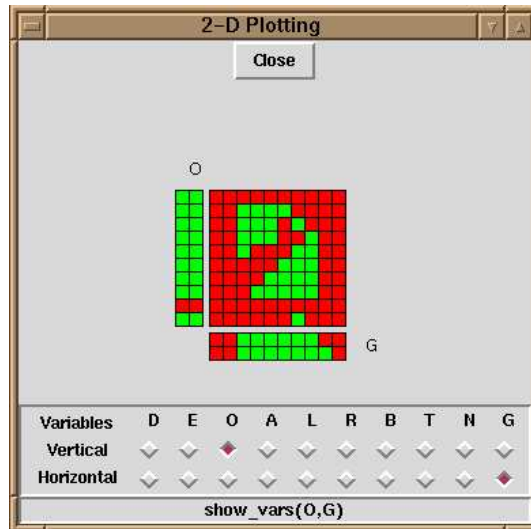 2-D Plotting
Close
O
G
Variables D E O A L R B T N G
Vertical
Horizontal
show_vars(O,G)